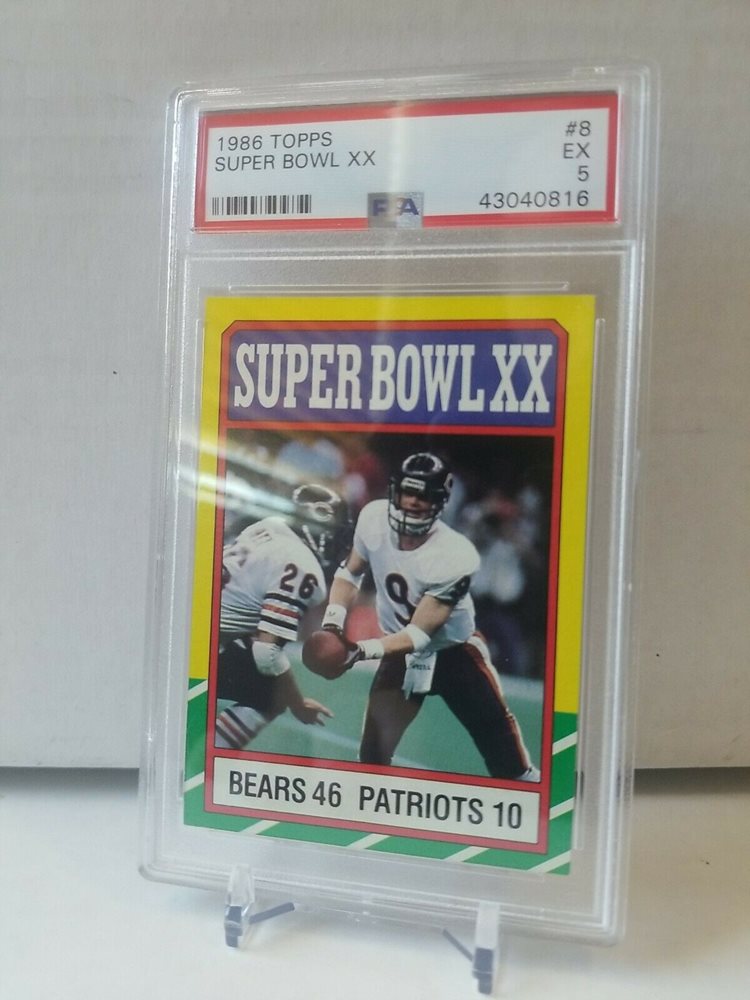 1986 TOPPS #8
SUPER BOWL XX EX
5
PSA 43040816
SUPER BOWL XX
26
9
BEARS 46 PATRIOTS 10